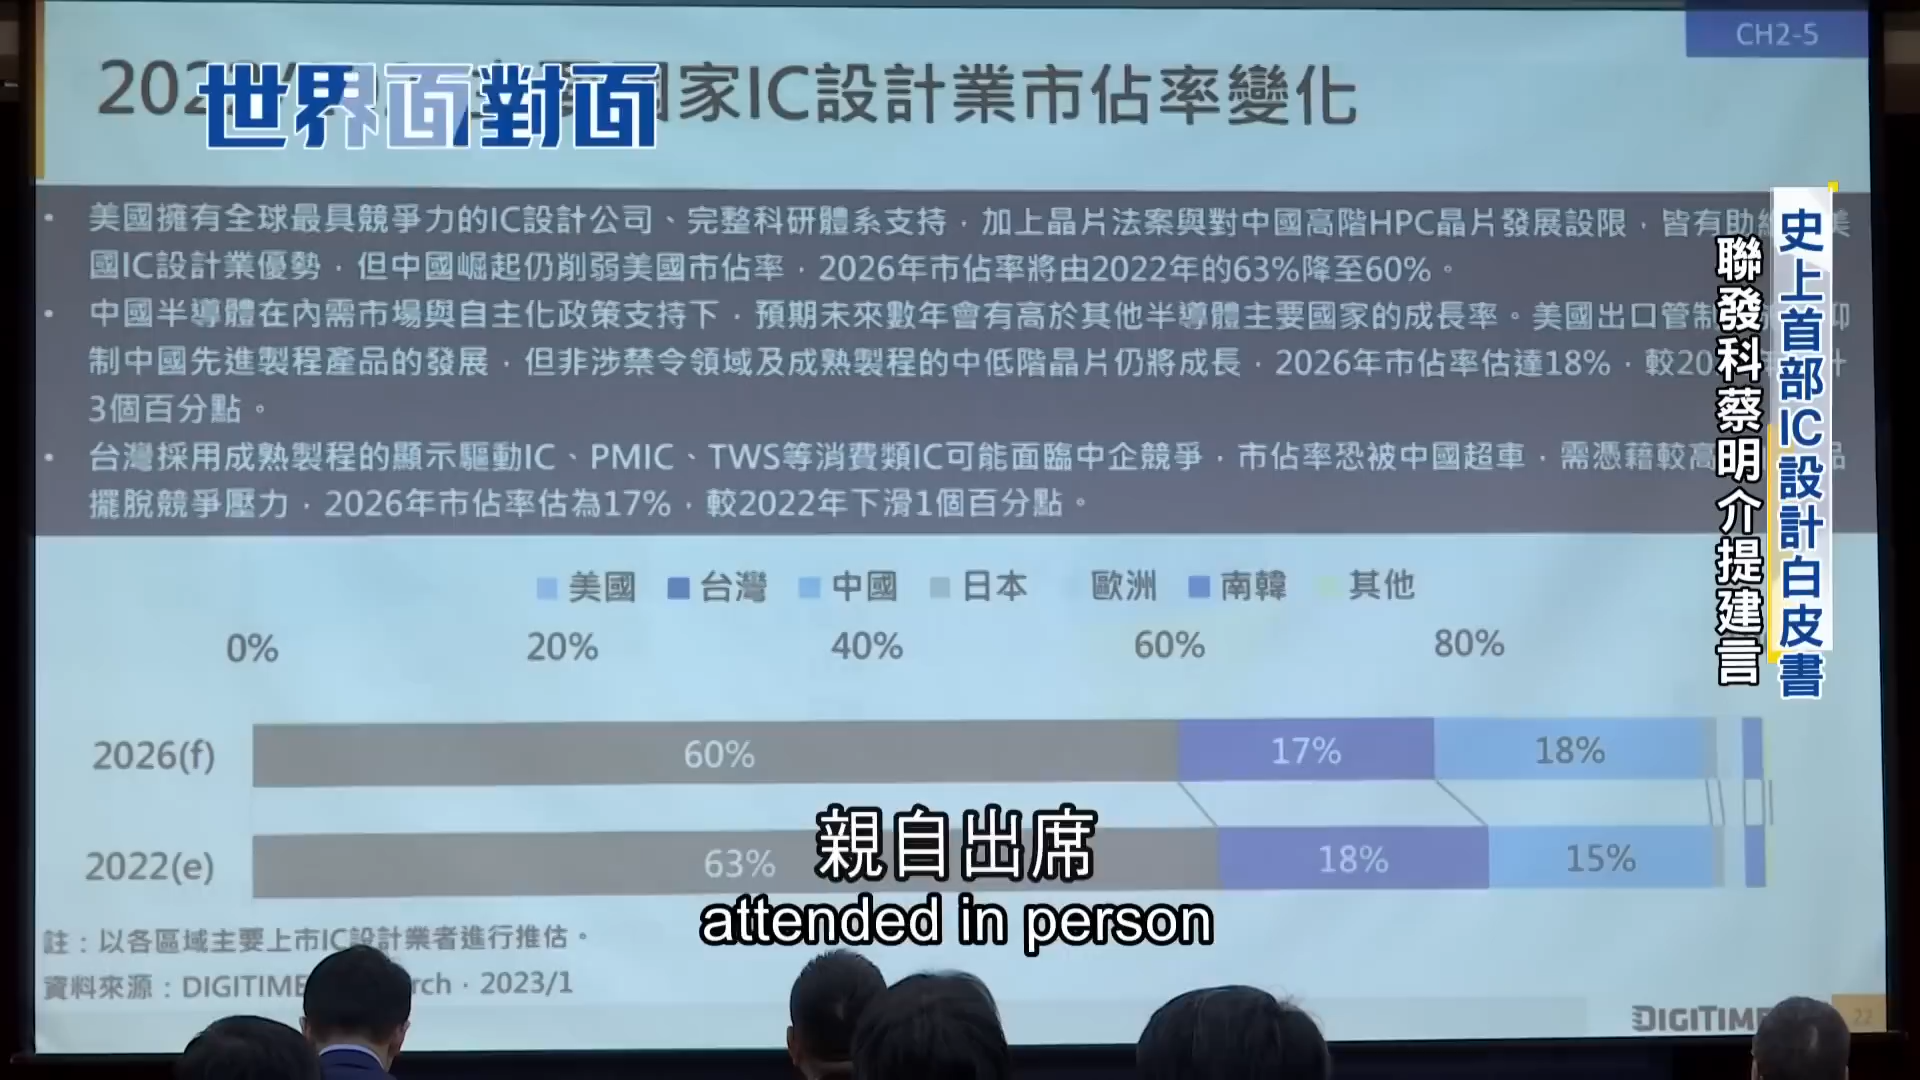 CH2-5
202 國家IC設計業市佔率變化
世界面對面
• 美國擁有全球最具競爭力的IC設計公司、完整科研體系支持，加上晶片法案與對中國高階HPC晶片發展設限，皆有助 美
國IC設計業優勢，但中國崛起仍削弱美國市佔率，2026年市佔率將由2022年的63%降至60%。
• 中國半導體在內需市場與自主化政策支持下，預期未來數年會有高於其他半導體主要國家的成長率。美國出口管制 抑
制中國先進製程產品的發展，但非涉禁令領域及成熟製程的中低階晶片仍將成長，2026年市佔率估達18%，較20
3個百分點。
• 台灣採用成熟製程的顯示驅動IC、PMIC、TWS等消費類IC可能面臨中企競爭，市佔率恐被中國超車，需憑藉較高 品
擺脫競爭壓力，2026年市佔率估為17%，較2022年下滑1個百分點。
史上首部IC設計白皮書
聯發科蔡明介提建言
美國 台灣 中國 日本 歐洲 南韓 其他
0% 20% 40% 60% 80%
2026(f) 60% 17% 18%
2022(e) 63% 18% 15%
親自出席
attended in person
註：以各區域主要上市IC設計業者進行推估。
資料來源：DIGITIME rch，2023/1
DIGITIME
22